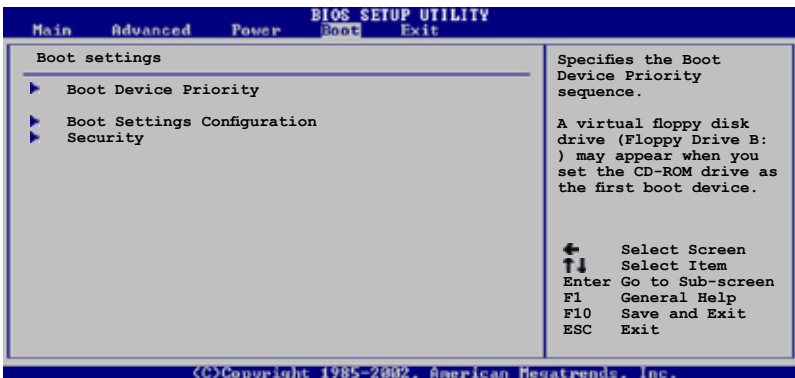 BIOS SETUP UTILITY
Main Advanced Power Boot Exit
Boot settings
Boot Device Priority
Boot Settings Configuration
Security
Specifies the Boot
Device Priority
sequence.
A virtual floppy disk
drive (Floppy Drive B:
) may appear when you
set the CD-ROM drive as
the first boot device.
Select Screen
Select Item
Enter Go to Sub-screen
F1 General Help
F10 Save and Exit
ESC Exit
(C)Copyright 1985-2002, American Megatrends, Inc.